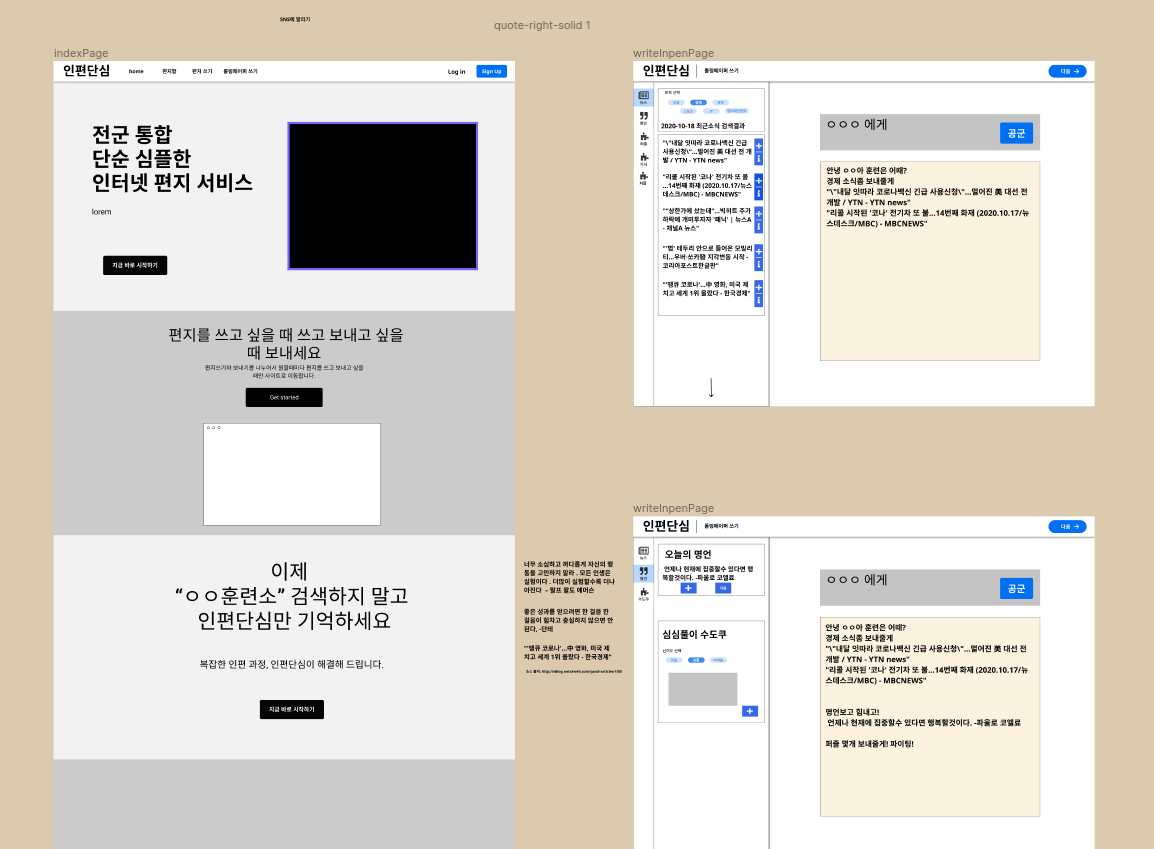 SNS에 알리기
quote-right-solid 1
indexPage
인편단심
home
편지함
편지 쓰기
롤링페이퍼 쓰기
Log in
Sign Up
전군 통합
단순 심플한
인터넷 편지 서비스
lorem
지금 바로 시작하기
편지를 쓰고 싶을 때 쓰고 보내고 싶을
때 보내세요
편지쓰기와 보내기를 나누어서 원할때마다 편지를 쓰고 보내고 싶을
때만 사이트로 이동합니다.
Get started
이제
“ㅇㅇ훈련소” 검색하지 말고
인편단심만 기억하세요
복잡한 인편 과정, 인편단심이 해결해 드립니다.
지금 바로 시작하기
너무 소심하고 까다롭게 자신의 행
동을 고민하지 말라 . 모든 인생은
실험이다 . 더많이 실험할수록 더나
아진다 – 랄프 왈도 에머슨
좋은 성과를 얻으려면 한 걸음 한
걸음이 힘차고 충실하지 않으면 안
된다, -단테
"'땡큐 코로나'…中 영화, 미국 제
치고 세계 1위 올랐다 - 한국경제"
writeInpenPage
인편단심
롤링페이퍼 쓰기
다음 →
뉴스
명언
퍼즐
가사
2020-10-18 최근소식 검색결과
"\"내달 잇따라 코로나백신 긴급
사용신청\"…멀어진 美 대선 전 개
발 / YTN - YTN news"
"리콜 시작된 '코나' 전기차 또 불
...14번째 화재 (2020.10.17/뉴스
데스크/MBC) - MBCNEWS"
"“상한가에 샀는데”...빅히트 주가
하락에 개미투자자 '패닉' | 뉴스A
- 채널A 뉴스"
"'법' 테두리 안으로 들어온 모빌리
티…우버·쏘카發 지각변동 시작 -
코리아포스트한글판"
"'땡큐 코로나'…中 영화, 미국 제
치고 세계 1위 올랐다 - 한국경제"
ㅇㅇㅇ 에게
공군
안녕 ㅇㅇ아 훈련은 어때?
경제 소식좀 보내줄게
"\"내달 잇따라 코로나백신 긴급 사용신청\"…멀어진 美 대선 전
개발 / YTN - YTN news"
"리콜 시작된 '코나' 전기차 또 불...14번째 화재 (2020.10.17/뉴
스데스크/MBC) - MBCNEWS"
writeInpenPage
인편단심
롤링페이퍼 쓰기
다음 →
뉴스
명언
스도쿠
오늘의 명언
언제나 현재에 집중할수 있다면 행
복할것이다. -파울로 코엘료
다음
심심풀이 수도쿠
난이도 선택
ㅇㅇㅇ 에게
공군
안녕 ㅇㅇ아 훈련은 어때?
경제 소식좀 보내줄게
"\"내달 잇따라 코로나백신 긴급 사용신청\"…멀어진 美 대선 전
개발 / YTN - YTN news"
"리콜 시작된 '코나' 전기차 또 불...14번째 화재 (2020.10.17/뉴
스데스크/MBC) - MBCNEWS"
명언보고 힘내고!
언제나 현재에 집중할수 있다면 행복할것이다. -파울로 코엘료
퍼즐 몇개 보내줄게! 파이팅!